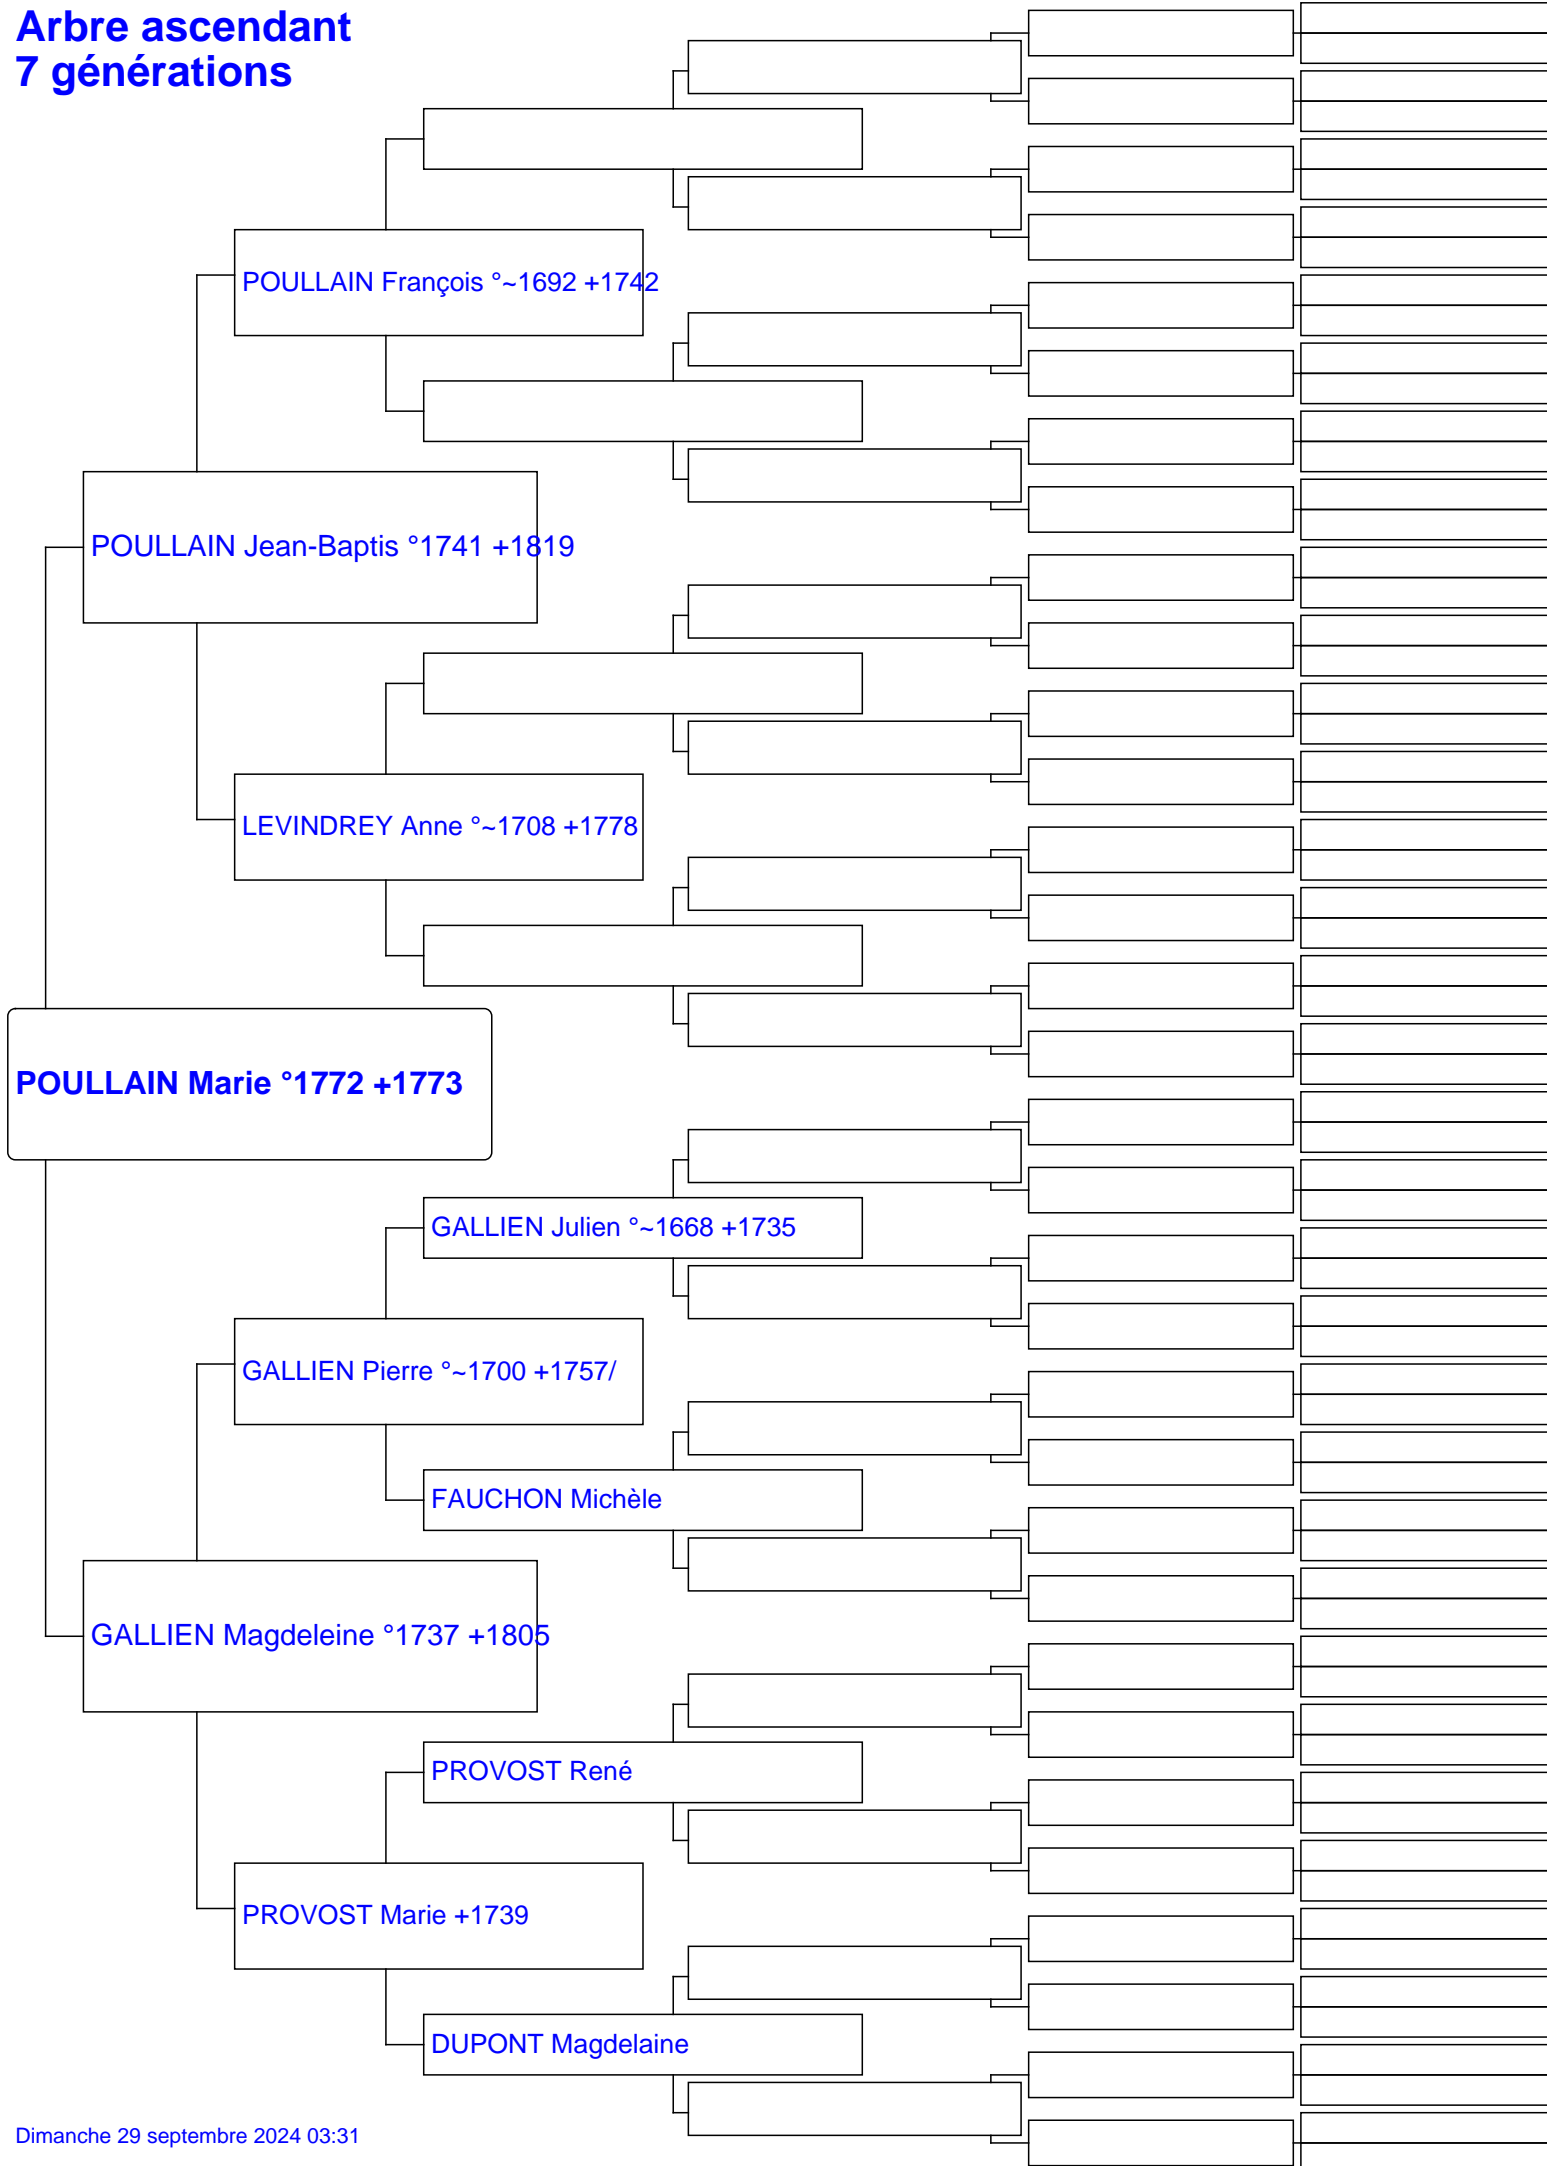 Arbre ascendant
7 générations
POULLAIN François °~1692 +1742
POULLAIN Jean-Baptis °1741 +1819
LEVINDREY Anne °~1708 +1778
POULLAIN Marie °1772 +1773
GALLIEN Julien °~1668 +1735
GALLIEN Pierre °~1700 +1757/
FAUCHON Michèle
GALLIEN Magdeleine °1737 +1805
PROVOST René
PROVOST Marie +1739
DUPONT Magdelaine
Dimanche 29 septembre 2024 03:31